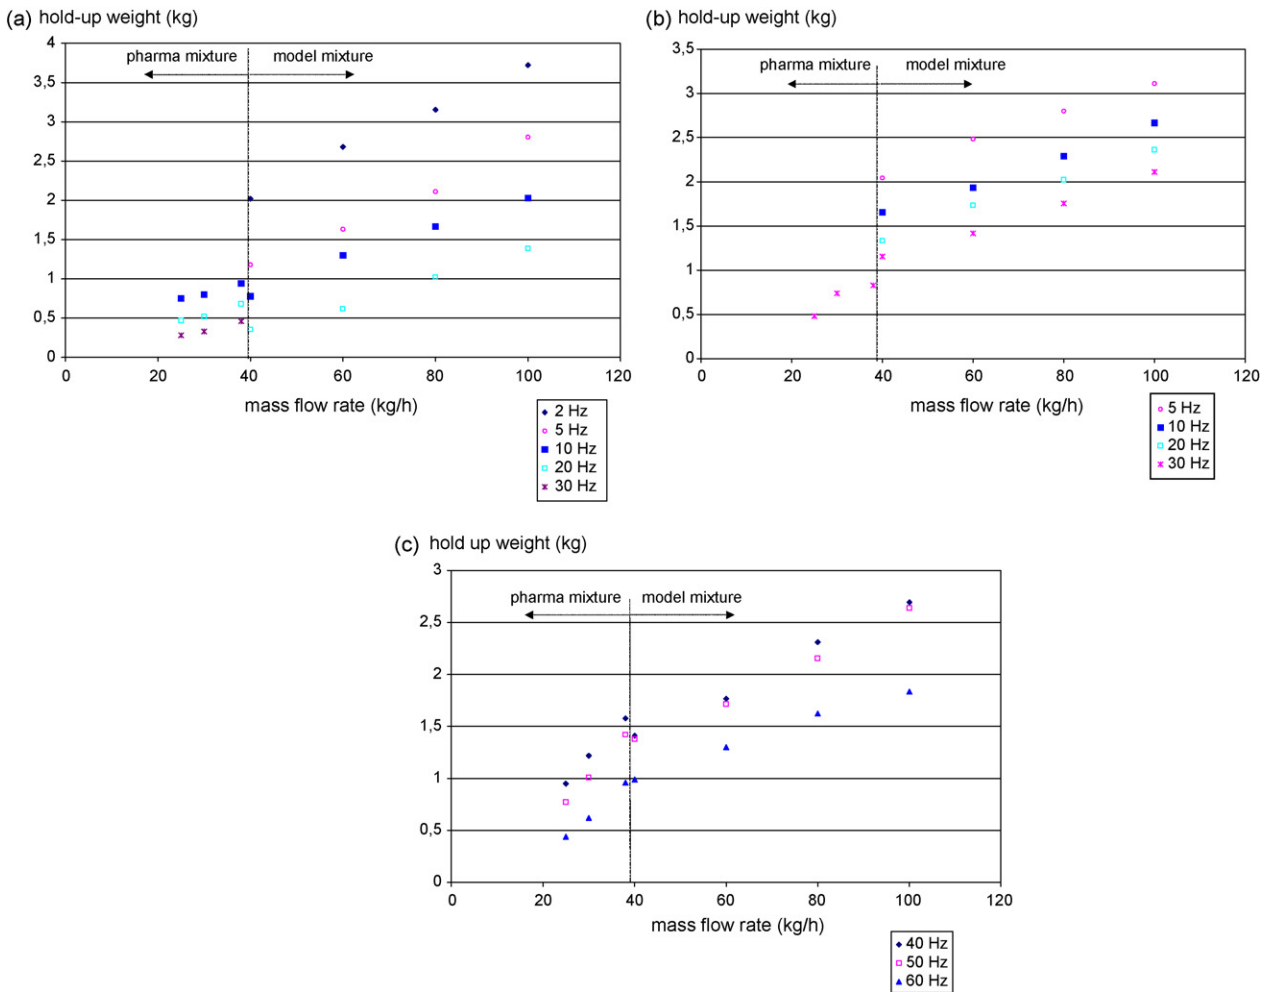 (a) hold-up weight (kg)
4
3,5
3
2,5
2
1,5
1
0,5
0
pharma mixture
model mixture
0 20 40 60 80 100 120
mass flow rate (kg/h)
2 Hz
5 Hz
10 Hz
20 Hz
30 Hz
(b) hold-up weight (kg)
3,5
3
2,5
2
1,5
1
0,5
0
pharma mixture
model mixture
0 20 40 60 80 100 120
mass flow rate (kg/h)
5 Hz
10 Hz
20 Hz
30 Hz
(c) hold up weight (kg)
3
2,5
2
1,5
1
0,5
0
pharma mixture
model mixture
0 20 40 60 80 100 120
mass flow rate (kg/h)
40 Hz
50 Hz
60 Hz